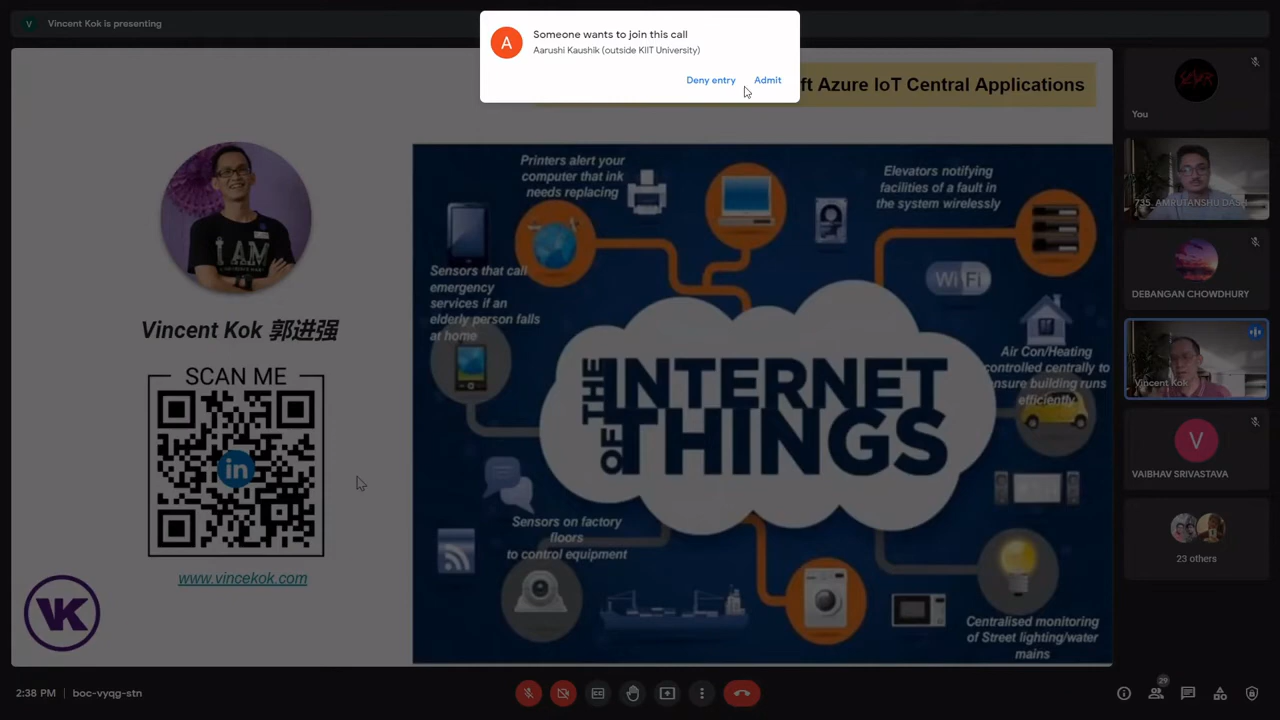 V
Vincent Kok is presenting
A
Someone wants to join this call
Aarushi Kaushik (outside KIIT University)
Deny entry
Admit
ft Azure IoT Central Applications
Vincent Kok 郭进强
SCAN ME
in
www.vincekok.com
VK
I AM
Printers alert your
computer that ink
needs replacing
Elevators notifying
facilities of a fault in
the system wirelessly
Sensors that call
emergency
services if an
elderly person falls
at home
WiFi
Air Con/Heating
controlled centrally to
ensure building runs
efficiently
THE INTERNET
OF THINGS
Sensors on factory
floors
to control equipment
Centralised monitoring
of Street lighting/water
mains
You
735_AMRUTANSHU DASH
DEBANGAN CHOWDHURY
Vincent Kok
V
VAIBHAV SRIVASTAVA
23 others
2:38 PM | boc-vyqg-stn
29